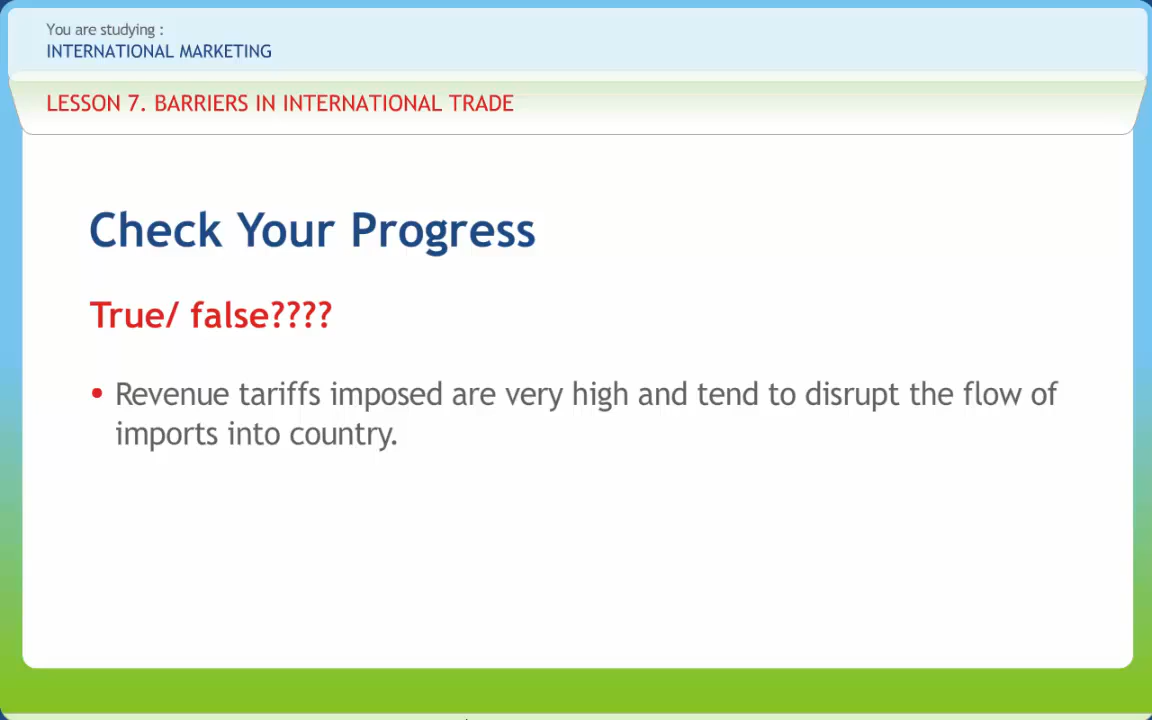 You are studying :
INTERNATIONAL MARKETING
LESSON 7. BARRIERS IN INTERNATIONAL TRADE
Check Your Progress
True/ false????
• Revenue tariffs imposed are very high and tend to disrupt the flow of
imports into country.